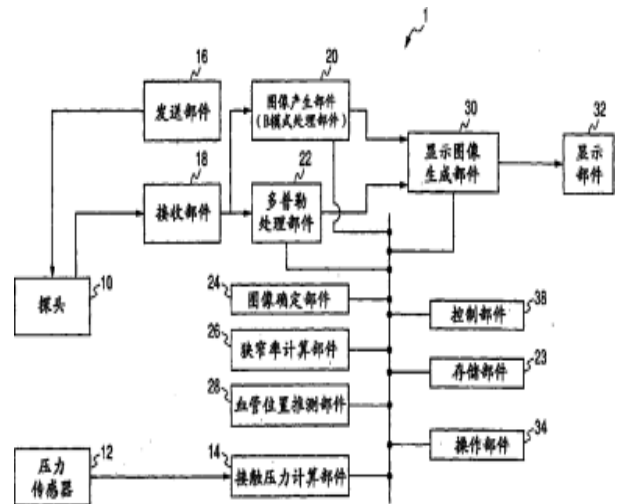 1
16
20
发送部件
图像产生部件
(B模式处理部件)
30
32
18
22
显示图像
生成部件
显示
部件
接收部件
多普勒
处理部件
10
探头
24
图像确定部件
38
控制部件
26
狭窄率计算部件
23
存储部件
28
血管位置推测部件
12
14
34
操作部件
压力
传感器
接触压力计算部件